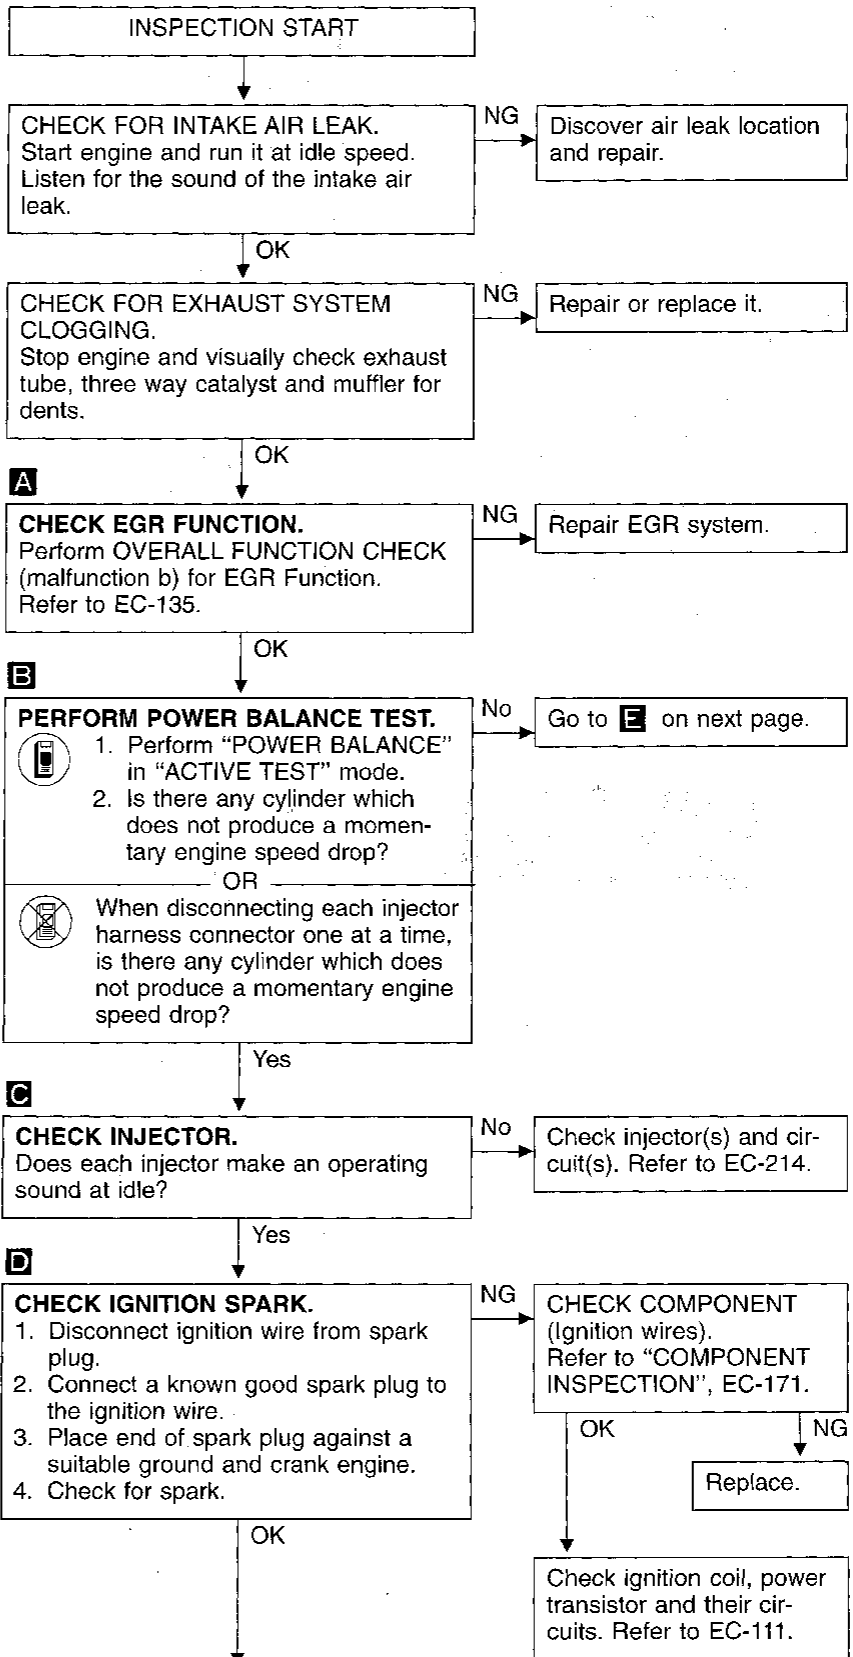 INSPECTION START
CHECK FOR INTAKE AIR LEAK.
Start engine and run it at idle speed.
Listen for the sound of the intake air
leak.
NG
Discover air leak location
and repair.
OK
CHECK FOR EXHAUST SYSTEM
CLOGGING.
Stop engine and visually check exhaust
tube, three way catalyst and muffler for
dents.
NG
Repair or replace it.
OK
A
CHECK EGR FUNCTION.
Perform OVERALL FUNCTION CHECK
(malfunction b) for EGR Function.
Refer to EC-135.
NG
Repair EGR system.
OK
B
PERFORM POWER BALANCE TEST.
1. Perform “POWER BALANCE”
in “ACTIVE TEST” mode.
2. Is there any cylinder which
does not produce a momen-
tary engine speed drop?
OR
When disconnecting each injector
harness connector one at a time,
is there any cylinder which does
not produce a momentary engine
speed drop?
No
Go to E on next page.
Yes
C
CHECK INJECTOR.
Does each injector make an operating
sound at idle?
No
Check injector(s) and cir-
cuit(s). Refer to EC-214.
Yes
D
CHECK IGNITION SPARK.
1. Disconnect ignition wire from spark
plug.
2. Connect a known good spark plug to
the ignition wire.
3. Place end of spark plug against a
suitable ground and crank engine.
4. Check for spark.
NG
CHECK COMPONENT
(Ignition wires).
Refer to “COMPONENT
INSPECTION”, EC-171.
OK
NG
Replace.
OK
Check ignition coil, power
transistor and their cir-
cuits. Refer to EC-111.